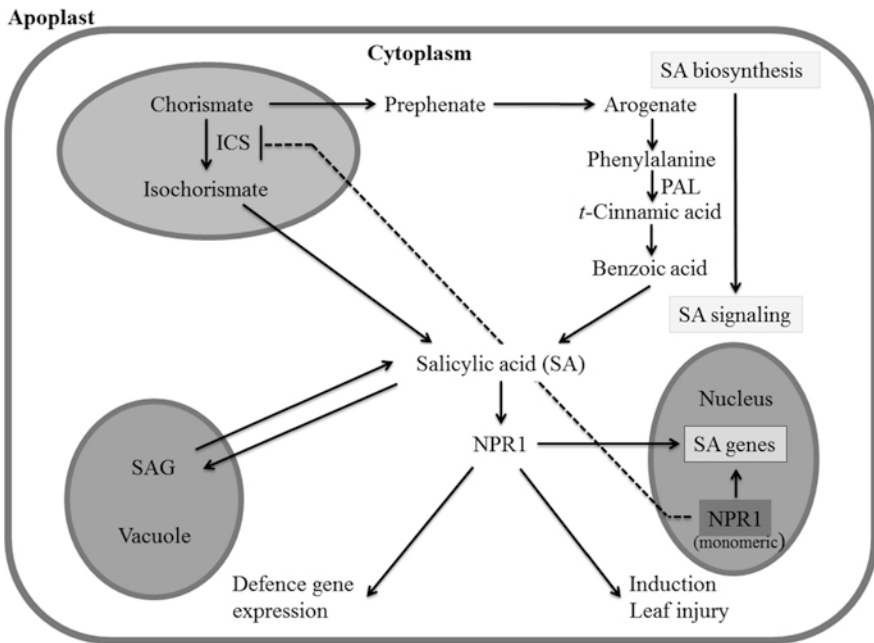 Apoplast
Cytoplasm
SA biosynthesis
Chorismate
Prephenate
Arogenate
ICS
Phenylalanine
PAL
Isochorismate
t-Cinnamic acid
Benzoic acid
SA signaling
Salicylic acid (SA)
Nucleus
SAG
NPR1
SA genes
Vacuole
NPR1
(monomeric)
Defence gene
expression
Induction
Leaf injury